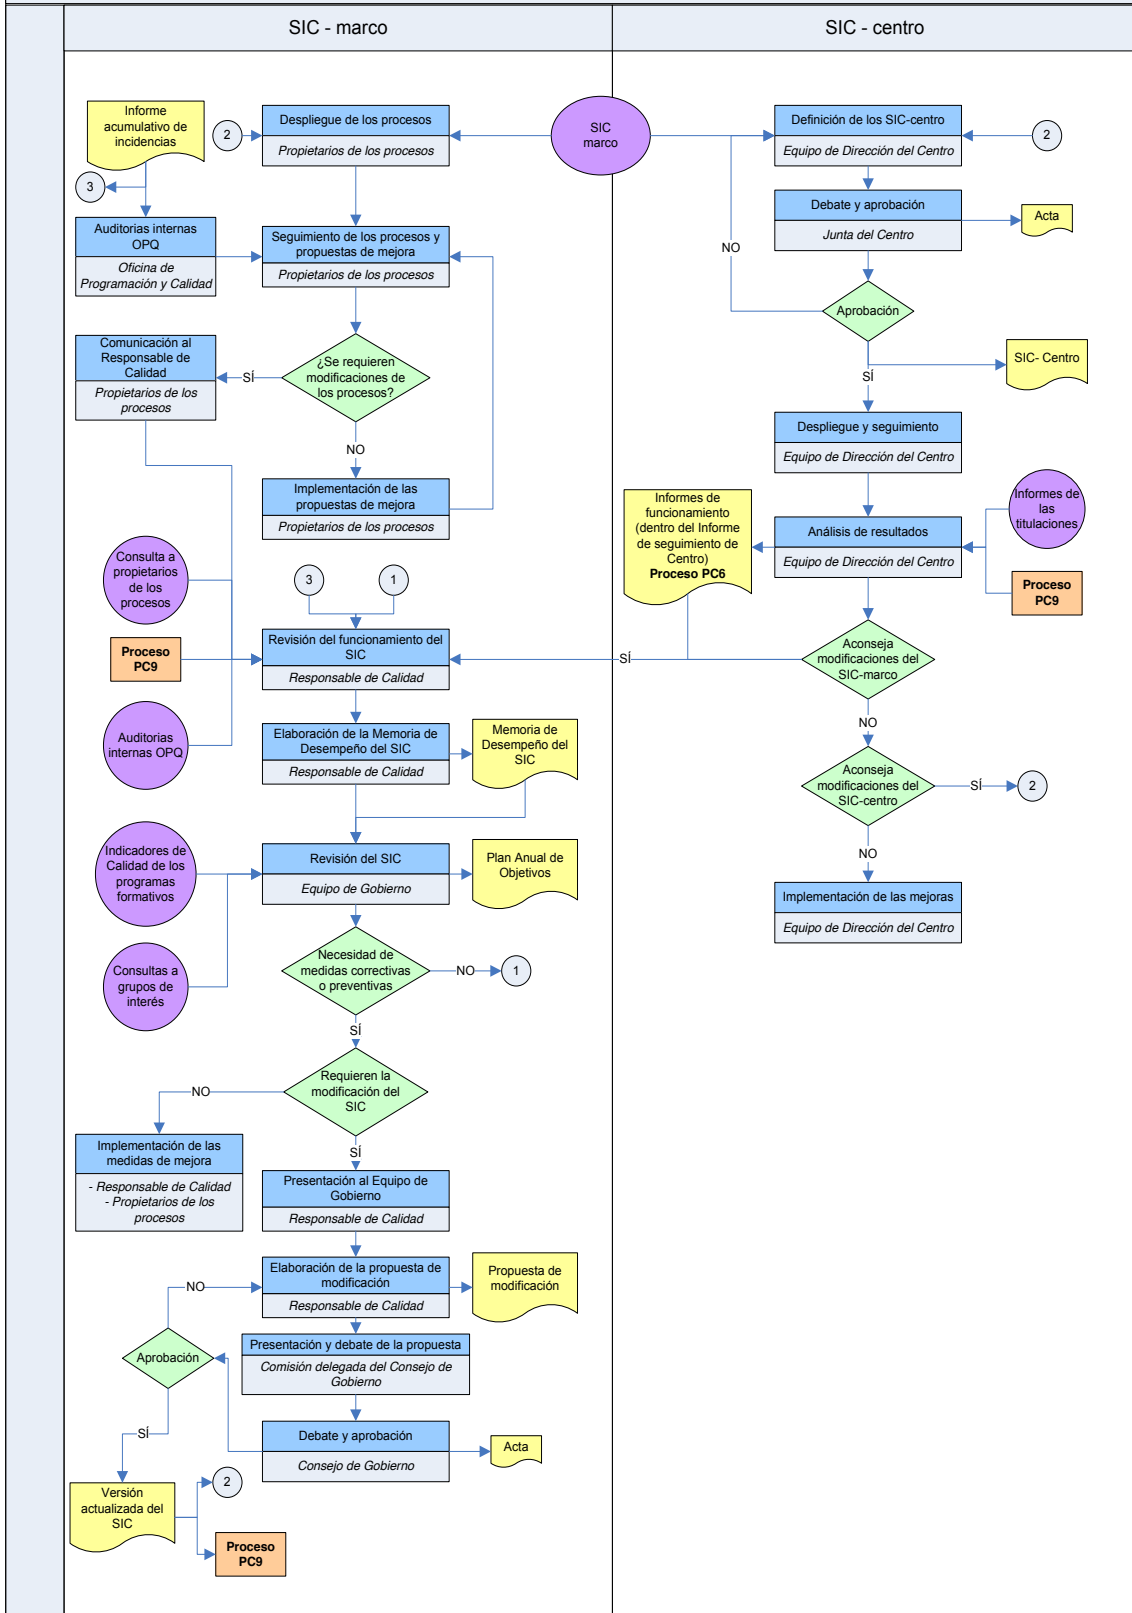 SIC - marco
SIC - centro
Informe
acumulativo de
incidencias
2
Despliegue de los procesos
Propietarios de los procesos
SIC
marco
Definición de los SIC-centro
Equipo de Dirección del Centro
2
3
Auditorias internas
OPQ
Oficina de
Programación y Calidad
Seguimiento de los procesos y
propuestas de mejora
Propietarios de los procesos
Debate y aprobación
Junta del Centro
Acta
NO
Aprobación
Comunicación al
Responsable de
Calidad
Propietarios de los
procesos
SÍ
¿Se requieren
modificaciones de
los procesos?
SIC- Centro
SÍ
NO
Despliegue y seguimiento
Equipo de Dirección del Centro
Implementación de las
propuestas de mejora
Propietarios de los procesos
Informes de
funcionamiento
(dentro del Informe
de seguimiento de
Centro)
Proceso PC6
Análisis de resultados
Equipo de Dirección del Centro
Informes de
las
titulaciones
Proceso
PC9
Consulta a
propietarios
de los
procesos
3
1
Proceso
PC9
Revisión del funcionamiento del
SIC
Responsable de Calidad
SÍ
Aconseja
modificaciones del
SIC-marco
NO
Auditorias
internas OPQ
Elaboración de la Memoria de
Desempeño del SIC
Responsable de Calidad
Memoria de
Desempeño del
SIC
Aconseja
modificaciones del
SIC-centro
SÍ
2
NO
Indicadores de
Calidad de los
programas
formativos
Revisión del SIC
Equipo de Gobierno
Plan Anual de
Objetivos
Implementación de las mejoras
Equipo de Dirección del Centro
Consultas a
grupos de
interés
Necesidad de
medidas correctivas
o preventivas
NO
1
SÍ
Requieren la
modificación del
SIC
NO
SÍ
Implementación de las
medidas de mejora
- Responsable de Calidad
- Propietarios de los
procesos
Presentación al Equipo de
Gobierno
Responsable de Calidad
NO
Elaboración de la propuesta de
modificación
Responsable de Calidad
Propuesta de
modificación
Aprobación
Presentación y debate de la propuesta
Comisión delegada del Consejo de
Gobierno
SÍ
Debate y aprobación
Consejo de Gobierno
Acta
Versión
actualizada del
SIC
2
Proceso
PC9